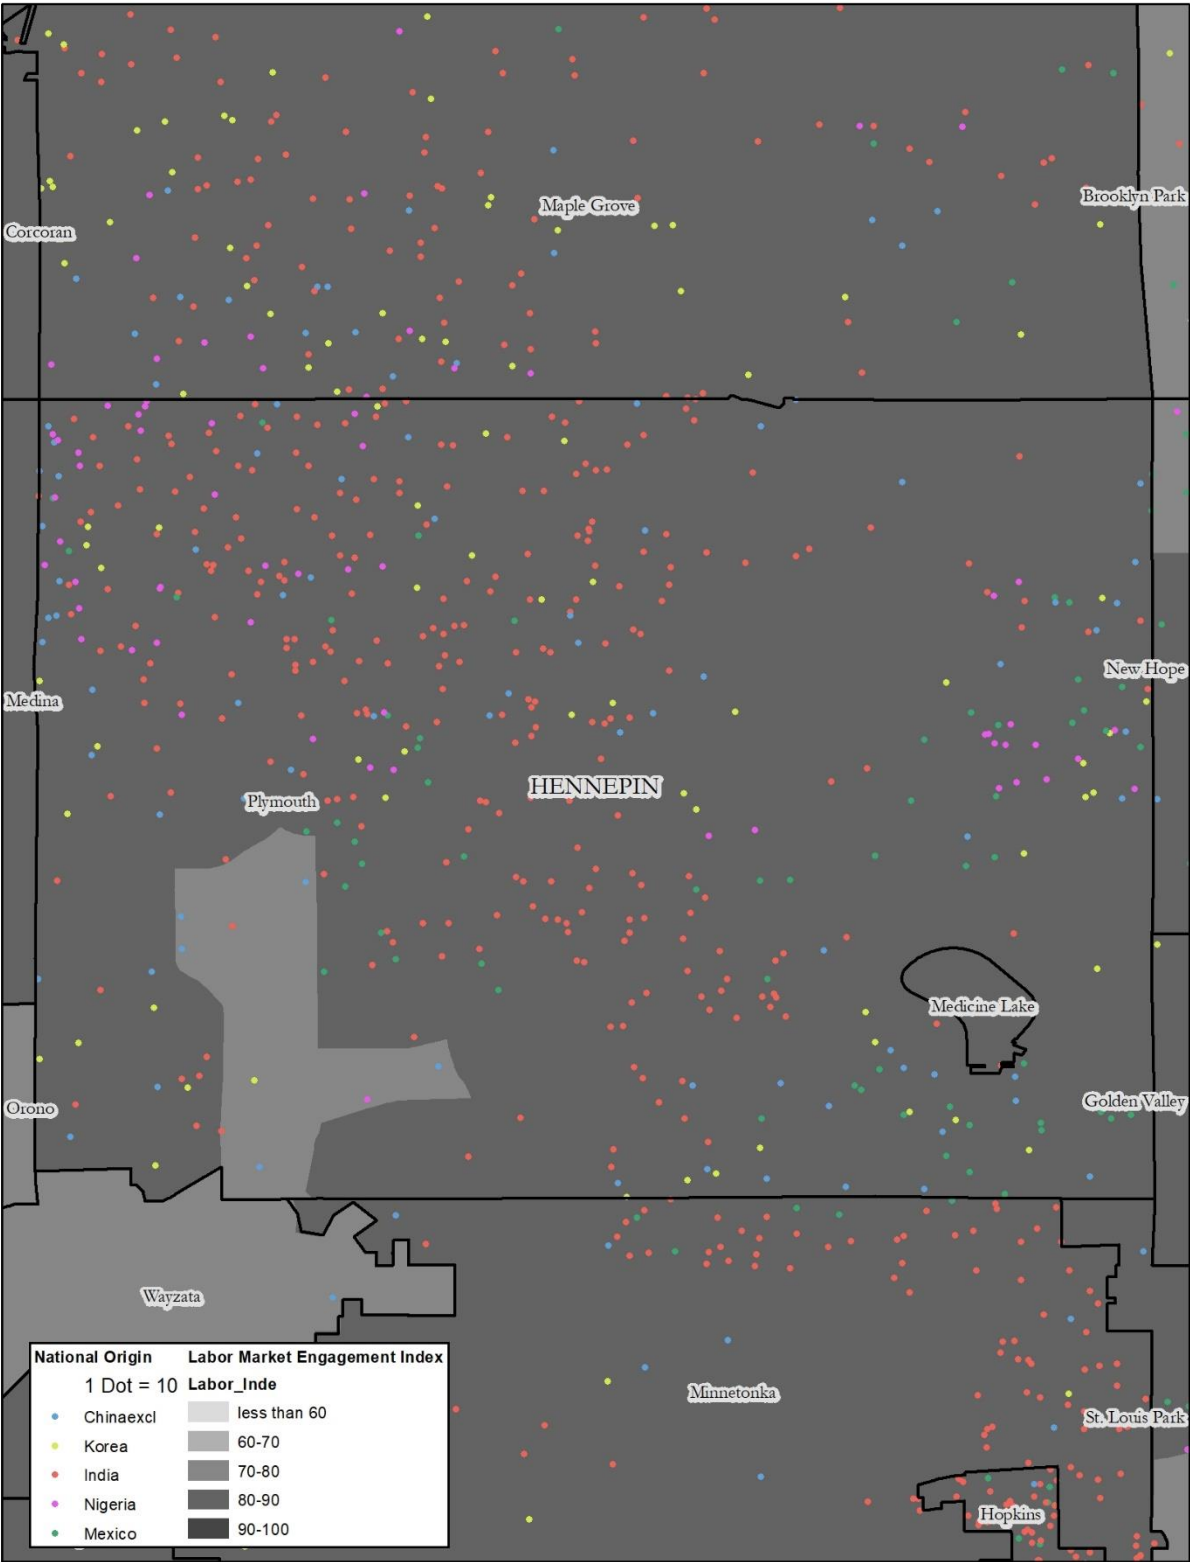 Maple Grove
Brooklyn Park
Corcoran
New Hope
Medina
HENNEPIN
Plymouth
Medicine Lake
Orono
Golden Valley
Wayzata
Minnetonka
St. Louis Park
Hopkins
National Origin Labor Market Engagement Index
1 Dot = 10 Labor_Inde
Chinaexcl less than 60
Korea 60-70
India 70-80
Nigeria 80-90
Mexico 90-100